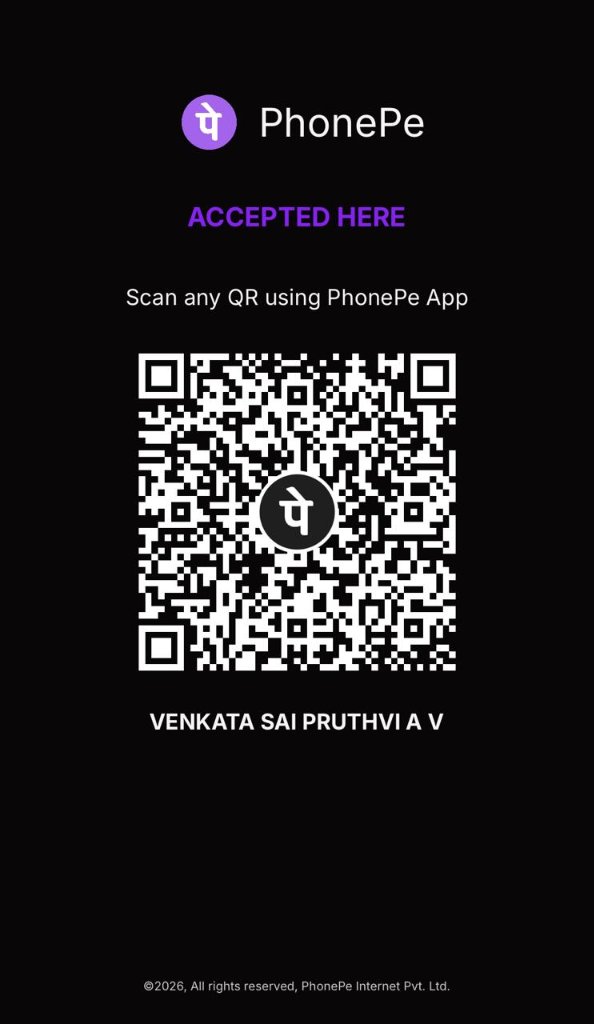 पे PhonePe
ACCEPTED HERE
Scan any QR using PhonePe App
पे
VENKATA SAI PRUTHVI A V
©2026, All rights reserved, PhonePe Internet Pvt. Ltd.